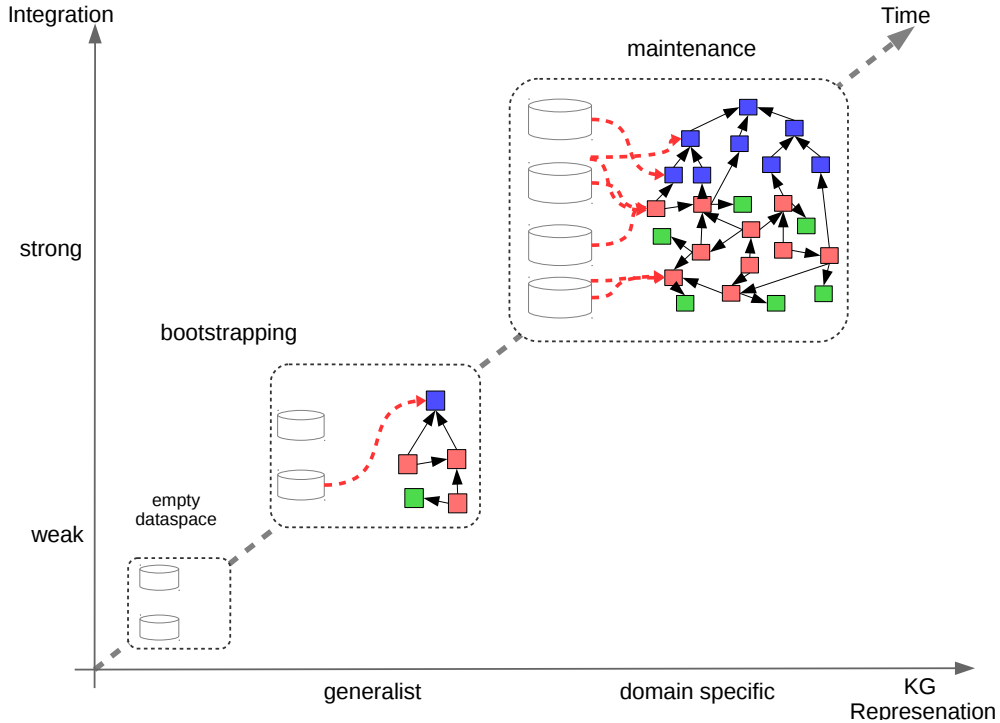 Integration
Time
maintenance
strong
bootstrapping
empty
dataspace
weak
generalist
domain specific
KG
Represenation